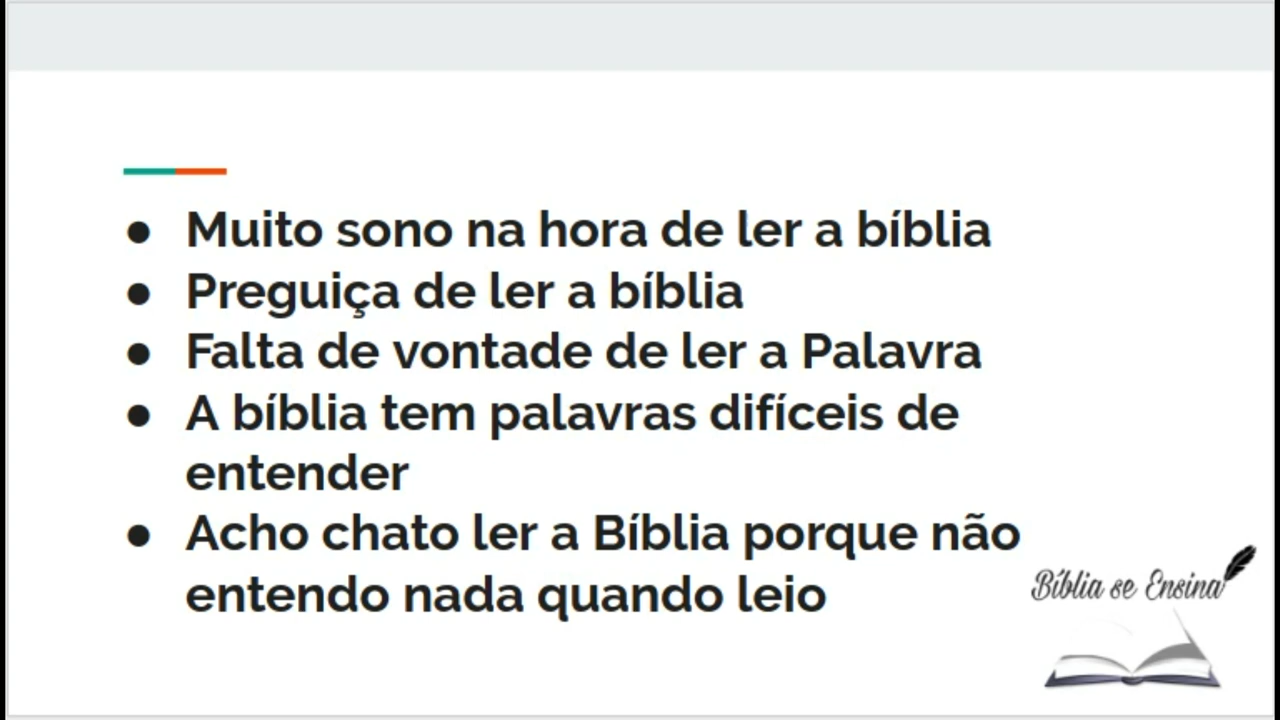 ● Muito sono na hora de ler a bíblia
● Preguiça de ler a bíblia
● Falta de vontade de ler a Palavra
● A bíblia tem palavras difíceis de
entender
● Acho chato ler a Bíblia porque não
entendo nada quando leio
Bíblia se Ensina